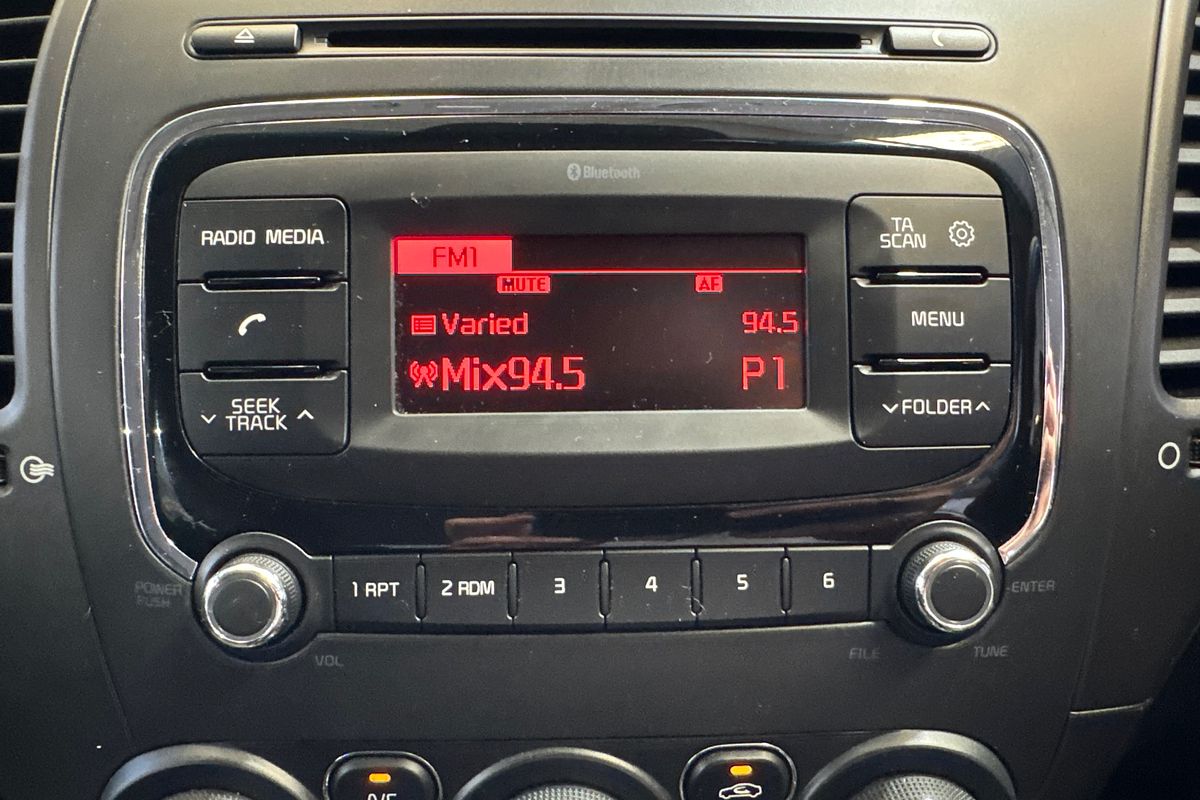 Bluetooth
RADIO MEDIA
TA
SCAN
FM1
MUTE AF
MENU
Varied 94.5
Mix94.5 P1
SEEK
TRACK
FOLDER
1 RPT 2 RDM 3 4 5 6
POWER
PUSH
ENTER
VOL FILE TUNE